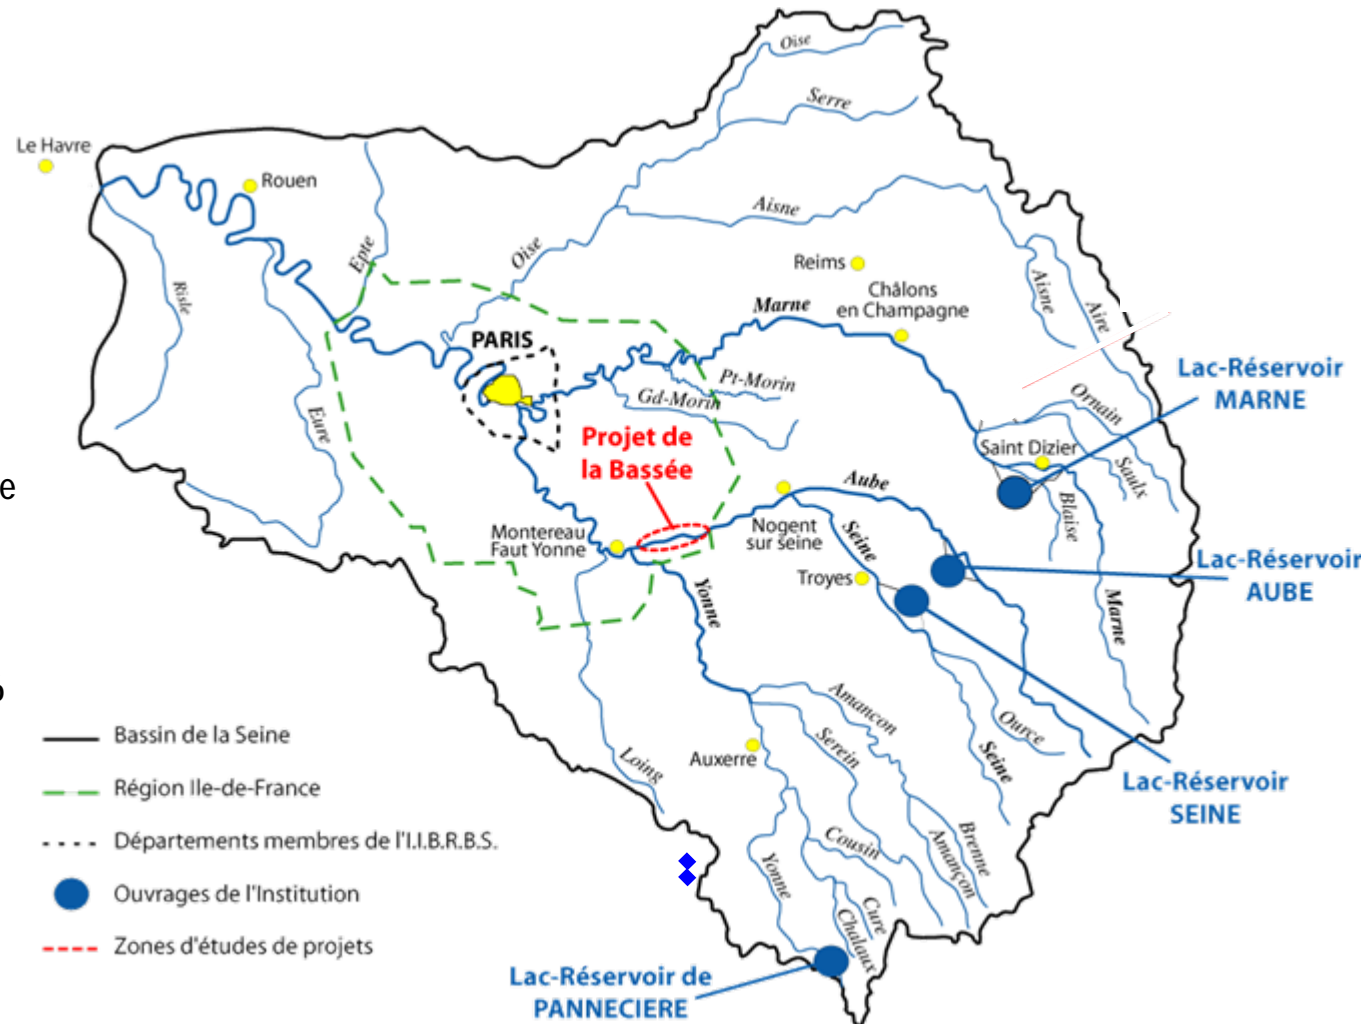 Oise
Serre
Le Havre
Rouen
Aisne
Epte
Oise
Reims
Risle
Châlons
en Champagne
Aisne
Aire
Marne
PARIS
Pt-Morin
Gd-Morin
Lac-Réservoir
MARNE
Ornain
Eure
Projet de
la Bassée
Saint Dizier
Saulx
Aube
Blaise
e
Montereau
Faut Yonne
Nogent
sur seine
Seine
Troyes
Lac-Réservoir
AUBE
Yonne
Marne
Amancon
Ource
Serein
Seine
Auxerre
Loing
Bassin de la Seine
Région Ile-de-France
Départements membres de l'I.I.B.R.B.S.
Ouvrages de l'Institution
Zones d'études de projets
Lac-Réservoir
SEINE
Cousin
Brenne
Amançon
Yonne
Cure
Chalaux
Lac-Réservoir de
PANNECIERE